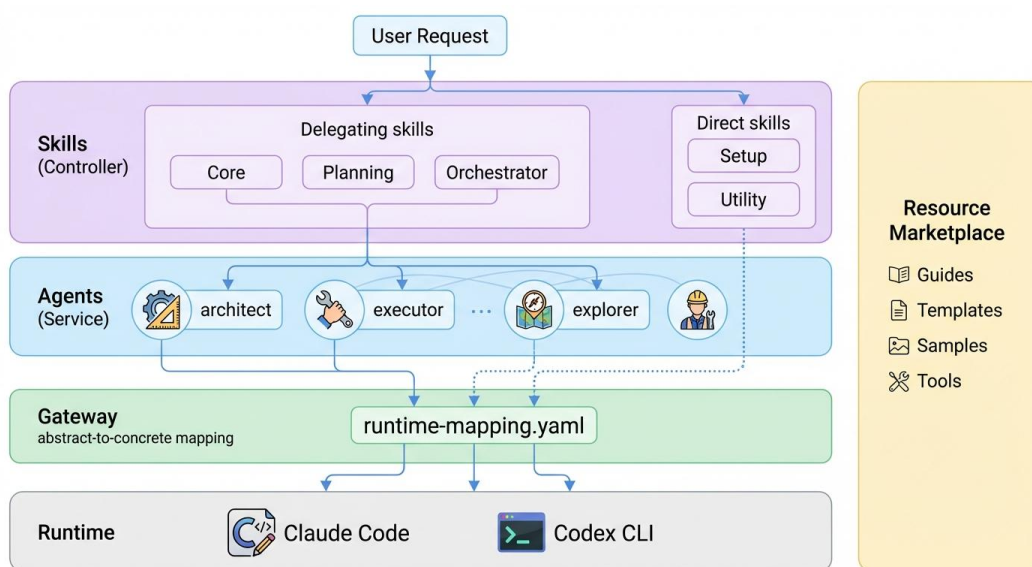 User Request
Skills
(Controller)
Delegating skills
Core
Planning
Orchestrator
Direct skills
Setup
Utility
Agents
(Service)
architect
executor
...
explorer
Gateway
abstract-to-concrete mapping
runtime-mapping.yaml
Runtime
Claude Code
Codex CLI
Resource
Marketplace
Guides
Templates
Samples
Tools